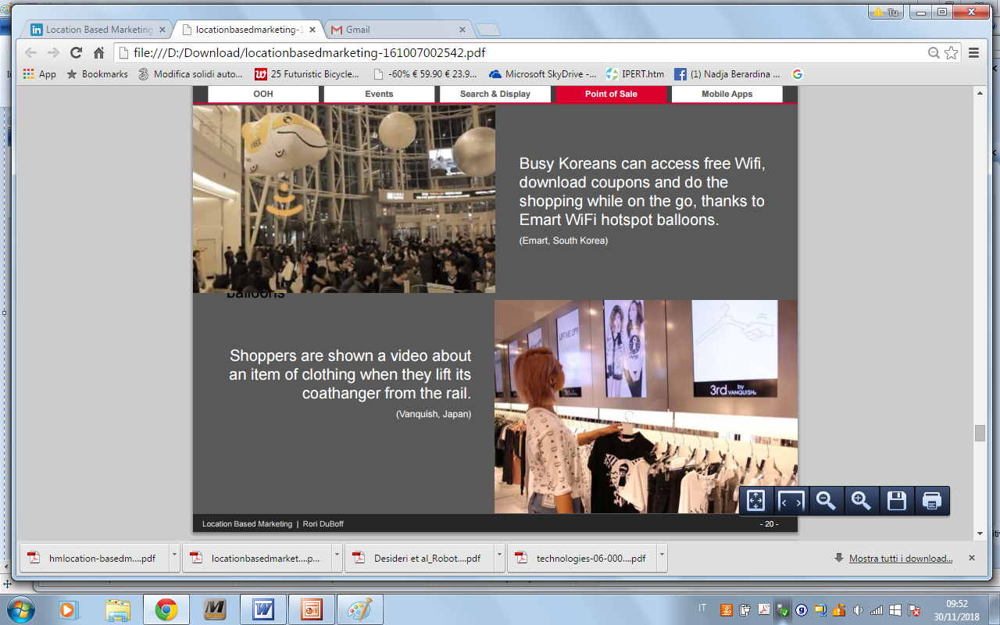 Tu
Location Based Marketing
locationbasedmarketing-1
Gmail
file:///D:/Download/locationbasedmarketing-161007002542.pdf
App
Bookmarks
Modifica solidi auto...
25 Futuristic Bicycle...
-60% € 59.90 € 23.9...
Microsoft SkyDrive -...
IPERT.htm
(1) Nadja Berardina ...
OOH
Events
Search & Display
Point of Sale
Mobile Apps
FREE
Busy Koreans can access free Wifi,
download coupons and do the
shopping while on the go, thanks to
Emart WiFi hotspot balloons.
(Emart, South Korea)
balloons
Shoppers are shown a video about
an item of clothing when they lift its
coathanger from the rail.
(Vanquish, Japan)
LIFT ME UP!!
3rd by VANQUISH.
Location Based Marketing | Rori DuBoff
- 20 -
hmlocation-basedm....pdf
locationbasedmarket....p...
Desideri et al_Robot....pdf
technologies-06-000....pdf
Mostra tutti i download...
IT
09:52
30/11/2018